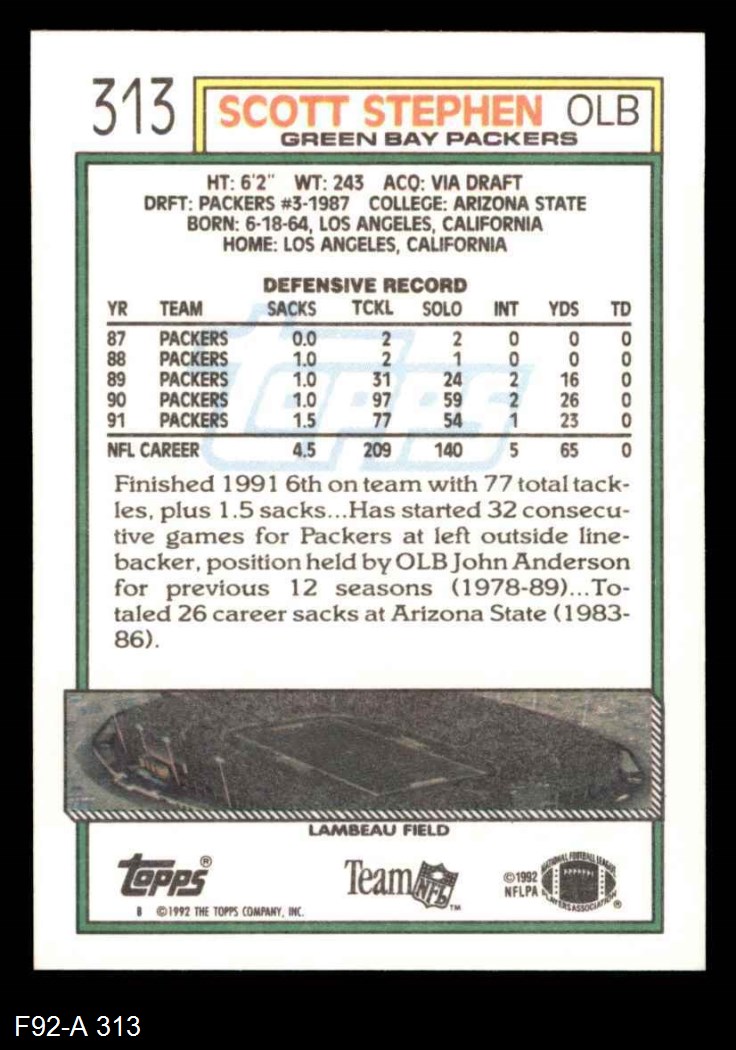 313
SCOTT STEPHEN OLB
GREEN BAY PACKERS
HT: 6'2" WT: 243 ACQ: VIA DRAFT
DRFT: PACKERS #3-1987 COLLEGE: ARIZONA STATE
BORN: 6-18-64, LOS ANGELES, CALIFORNIA
HOME: LOS ANGELES, CALIFORNIA
DEFENSIVE RECORD
YR TEAM SACKS TCKL SOLO INT YDS TD
87 PACKERS 0.0 2 2 0 0 0
88 PACKERS 1.0 2 1 0 0 0
89 PACKERS 1.0 31 24 2 16 0
90 PACKERS 1.0 97 59 2 26 0
91 PACKERS 1.5 77 54 1 23 0
NFL CAREER 4.5 209 140 5 65 0
topps
Finished 1991 6th on team with 77 total tack-
les, plus 1.5 sacks...Has started 32 consecu-
tive games for Packers at left outside line-
backer, position held by OLB John Anderson
for previous 12 seasons (1978-89)...To-
taled 26 career sacks at Arizona State (1983-
86).
LAMBEAU FIELD
topps®
Team NFL™
©1992
NFLPA
NATIONAL FOOTBALL LEAGUE
PLAYERS ASSOCIATION ®
B ©1992 THE TOPPS COMPANY, INC.
F92-A 313